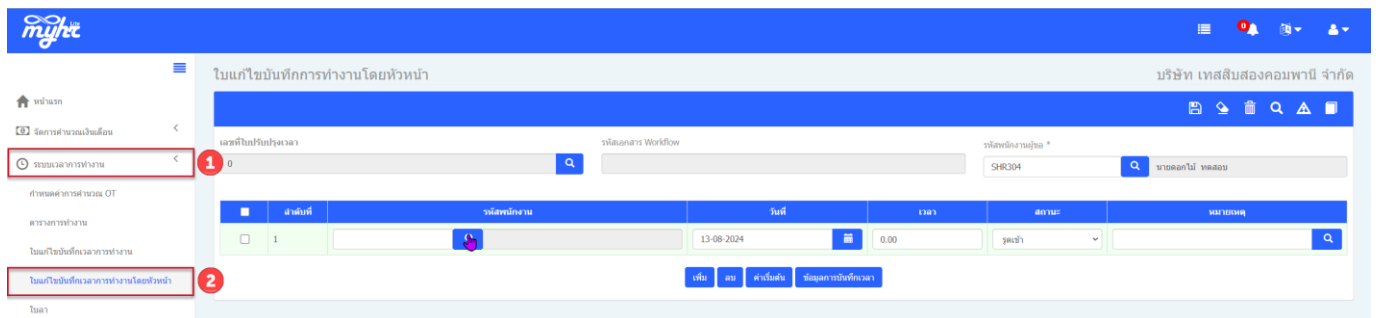 myhr Lite
0
ใบแก้ไขบันทึกการทำงานโดยหัวหน้า
บริษัท เทสสิบสองคอมพานี จำกัด
หน้าแรก
จัดการคำนวณเงินเดือน
ระบบเวลาการทำงาน
1
กำหนดค่าการคำนวณ OT
ตารางการทำงาน
ใบแก้ไขบันทึกเวลาการทำงาน
ใบแก้ไขบันทึกเวลาการทำงานโดยหัวหน้า
2
ใบลา
เลขที่ใบปรับปรุงเวลา
รหัสเอกสาร Workflow
รหัสพนักงานผู้ขอ *
0
SHR304
นายดอกไม้ ทดสอบ
ลำดับที่ รหัสพนักงาน วันที่ เวลา สถานะ หมายเหตุ
1 13-08-2024 0.00 รูดเข้า
เพิ่ม ลบ ค่าเริ่มต้น ข้อมูลการบันทึกเวลา